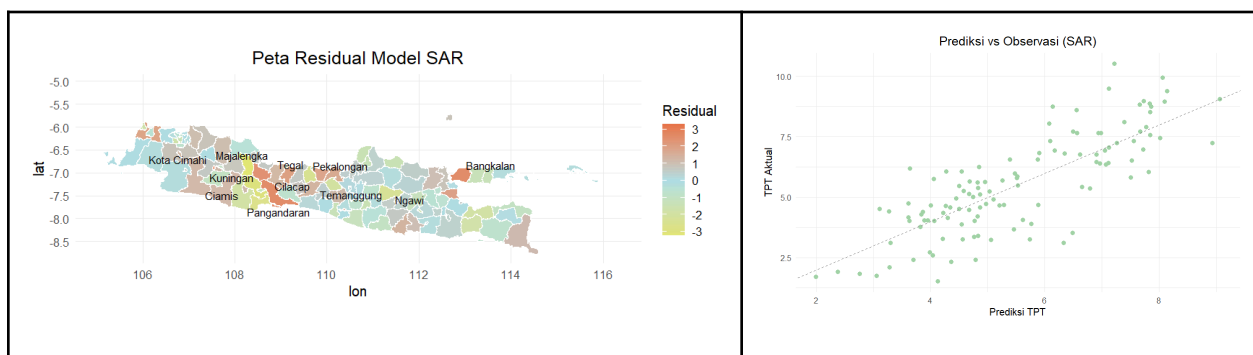 Peta Residual Model SAR
lat
-5.0
-5.5
-6.0
-6.5
-7.0
-7.5
-8.0
-8.5
Kota Cimahi
Majalengka
Tegal
Pekalongan
Bangkalan
Kuningan
Cilacap
Ciamis
Temanggung
Ngawi
Pangandaran
106 108 110 112 114 116
lon
Residual
3
2
1
0
-1
-2
-3
Prediksi vs Observasi (SAR)
TPT Aktual
10.0
7.5
5.0
2.5
2 4 6 8
Prediksi TPT